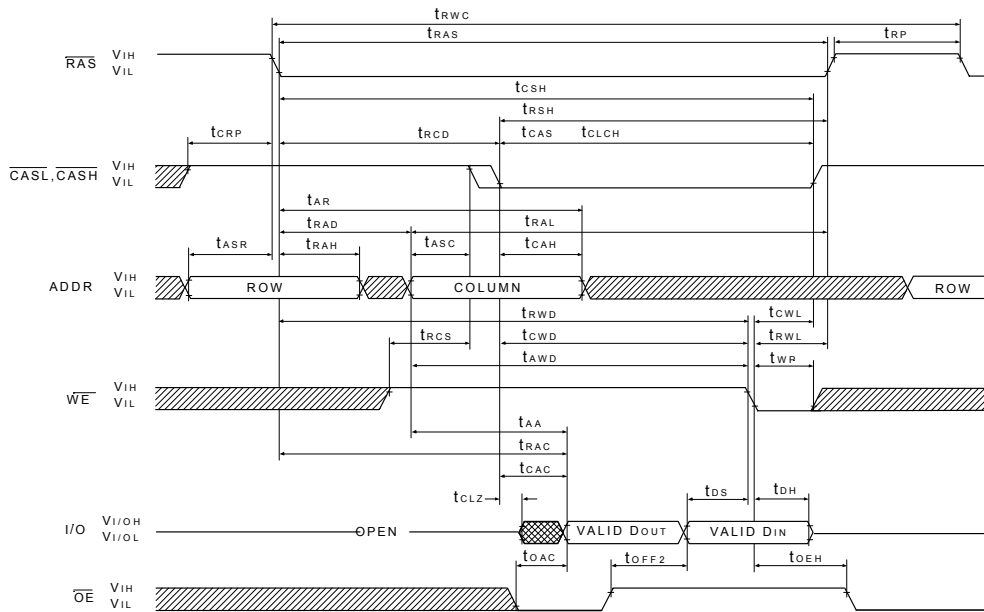 tRWC
tRAS
tRP
RAS VIH
VIL
tCSH
tRSH
tCRP tRCD tCAS tCLCH
CASL,CASH VIH
VIL
tAR
tRAD tRAL
tASR tRAH tASC tCAH
ADDR VIH
VIL
ROW COLUMN ROW
tRWD tCWL
tRCS tCWD tRWL
tAWD tWP
WE VIH
VIL
tAA
tRAC
tCAC
tCLZ tDS tDH
I/O VI/OH
VI/OL
OPEN VALID DOUT VALID DIN
tOAC tOFF2 tOEH
OE VIH
VIL